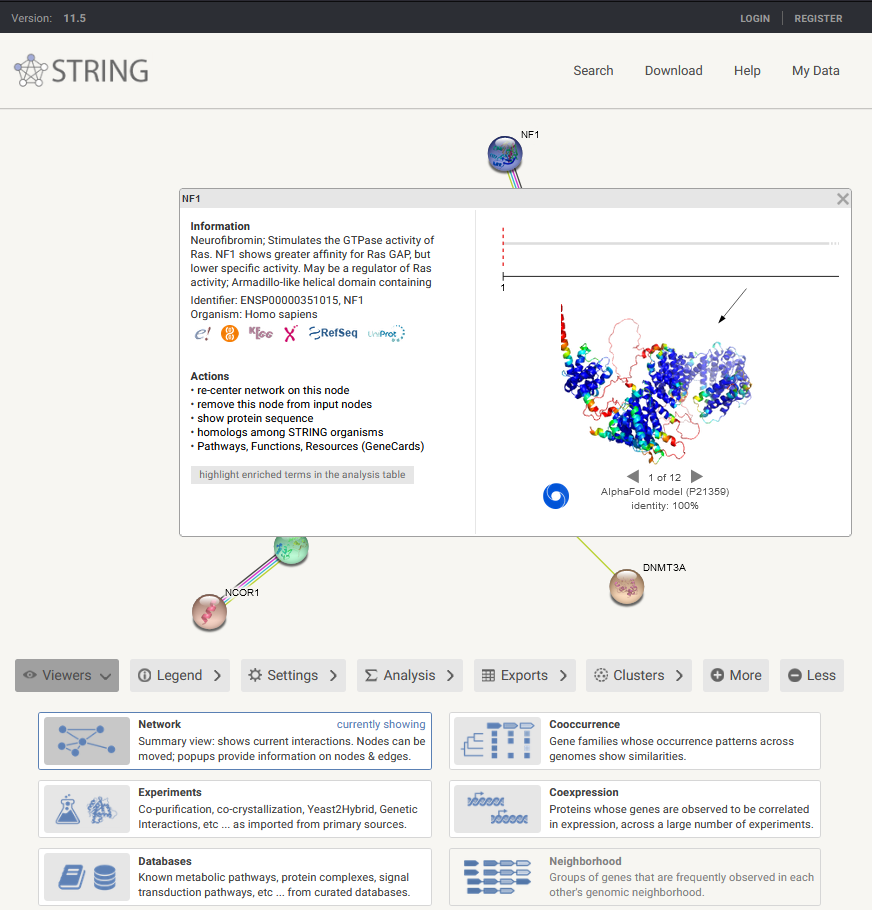 Version: 11.5
LOGIN
REGISTER
STRING
Search
Download
Help
My Data
NF1
NF1
Information
Neurofibromin; Stimulates the GTPase activity of
Ras. NF1 shows greater affinity for Ras GAP, but
lower specific activity. May be a regulator of Ras
activity; Armadillo-like helical domain containing
Identifier: ENSP00000351015, NF1
Organism: Homo sapiens
e!
KEGG
RefSeq
UniProt
Actions
· re-center network on this node
· remove this node from input nodes
· show protein sequence
· homologs among STRING organisms
· Pathways, Functions, Resources (GeneCards)
highlight enriched terms in the analysis table
1
1 of 12
AlphaFold model (P21359)
identity: 100%
DNMT3A
NCOR1
Viewers
Legend
Settings
Analysis
Exports
Clusters
More
Less
Network
currently showing
Summary view: shows current interactions. Nodes can be
moved; popups provide information on nodes & edges.
Cooccurrence
Gene families whose occurrence patterns across
genomes show similarities.
Experiments
Co-purification, co-crystallization, Yeast2Hybrid, Genetic
Interactions, etc ... as imported from primary sources.
Coexpression
Proteins whose genes are observed to be correlated
in expression, across a large number of experiments.
Databases
Known metabolic pathways, protein complexes, signal
transduction pathways, etc ... from curated databases.
Neighborhood
Groups of genes that are frequently observed in each
other's genomic neighborhood.